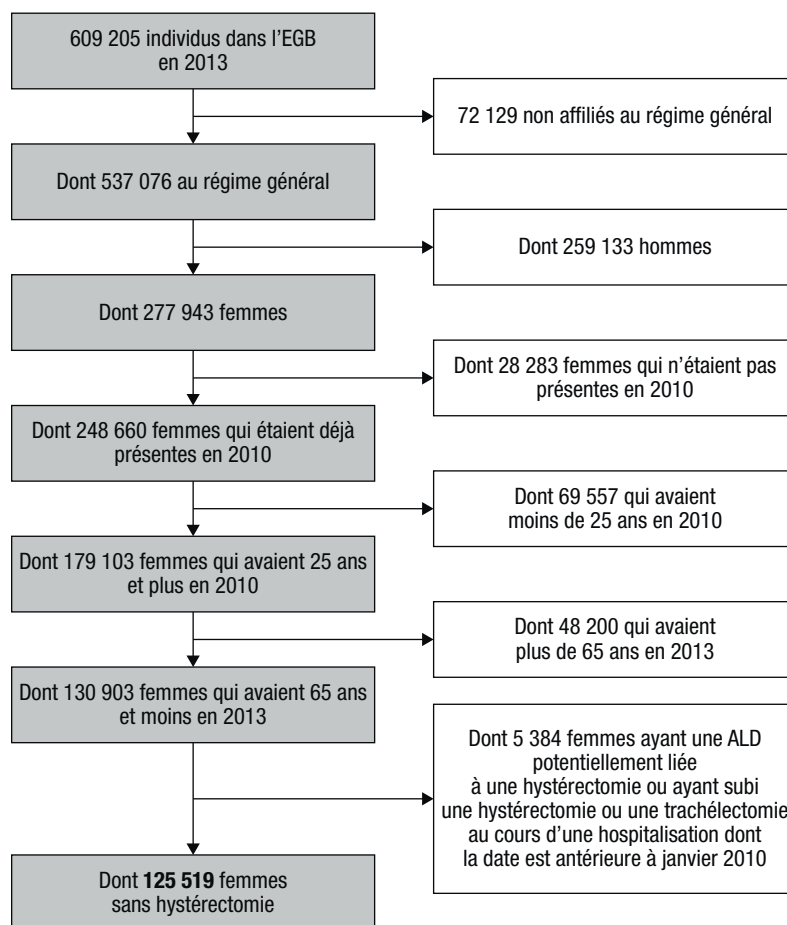 609 205 individus dans l’EGB
en 2013
72 129 non affiliés au régime général
Dont 537 076 au régime général
Dont 259 133 hommes
Dont 277 943 femmes
Dont 28 283 femmes qui n’étaient pas
présentes en 2010
Dont 248 660 femmes qui étaient déjà
présentes en 2010
Dont 69 557 qui avaient
moins de 25 ans en 2010
Dont 179 103 femmes qui avaient 25 ans
et plus en 2010
Dont 48 200 qui avaient
plus de 65 ans en 2013
Dont 130 903 femmes qui avaient 65 ans
et moins en 2013
Dont 5 384 femmes ayant une ALD
potentiellement liée
à une hystérectomie ou ayant subi
une hystérectomie ou une trachélectomie
au cours d’une hospitalisation dont
la date est antérieure à janvier 2010
Dont 125 519 femmes
sans hystérectomie